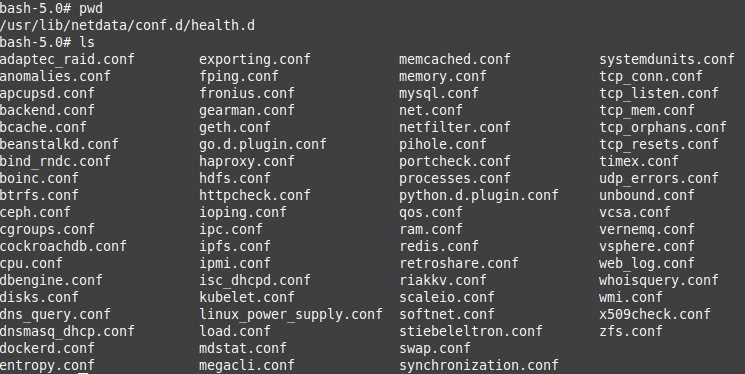 bash-5.0# pwd
/usr/lib/netdata/conf.d/health.d
bash-5.0# ls
adaptec_raid.conf exporting.conf memcached.conf systemdunits.conf
anomalies.conf fping.conf memory.conf tcp_conn.conf
apcupsd.conf fronius.conf mysql.conf tcp_listen.conf
backend.conf gearman.conf net.conf tcp_mem.conf
bcache.conf geth.conf netfilter.conf tcp_orphans.conf
beanstalkd.conf go.d.plugin.conf pihole.conf tcp_resets.conf
bind_rndc.conf haproxy.conf portcheck.conf timex.conf
boinc.conf hdfs.conf processes.conf udp_errors.conf
btrfs.conf httpcheck.conf python.d.plugin.conf unbound.conf
ceph.conf ioping.conf qos.conf vcsa.conf
cgroups.conf ipc.conf ram.conf vernemq.conf
cockroachdb.conf ipfs.conf redis.conf vsphere.conf
cpu.conf ipmi.conf retroshare.conf web_log.conf
dbengine.conf isc_dhcpd.conf riakkv.conf whoisquery.conf
disks.conf kubelet.conf scaleio.conf wmi.conf
dns_query.conf linux_power_supply.conf softnet.conf x509check.conf
dnsmasq_dhcp.conf load.conf stiebeleltron.conf zfs.conf
dockerd.conf mdstat.conf swap.conf
entropy.conf megacli.conf synchronization.conf